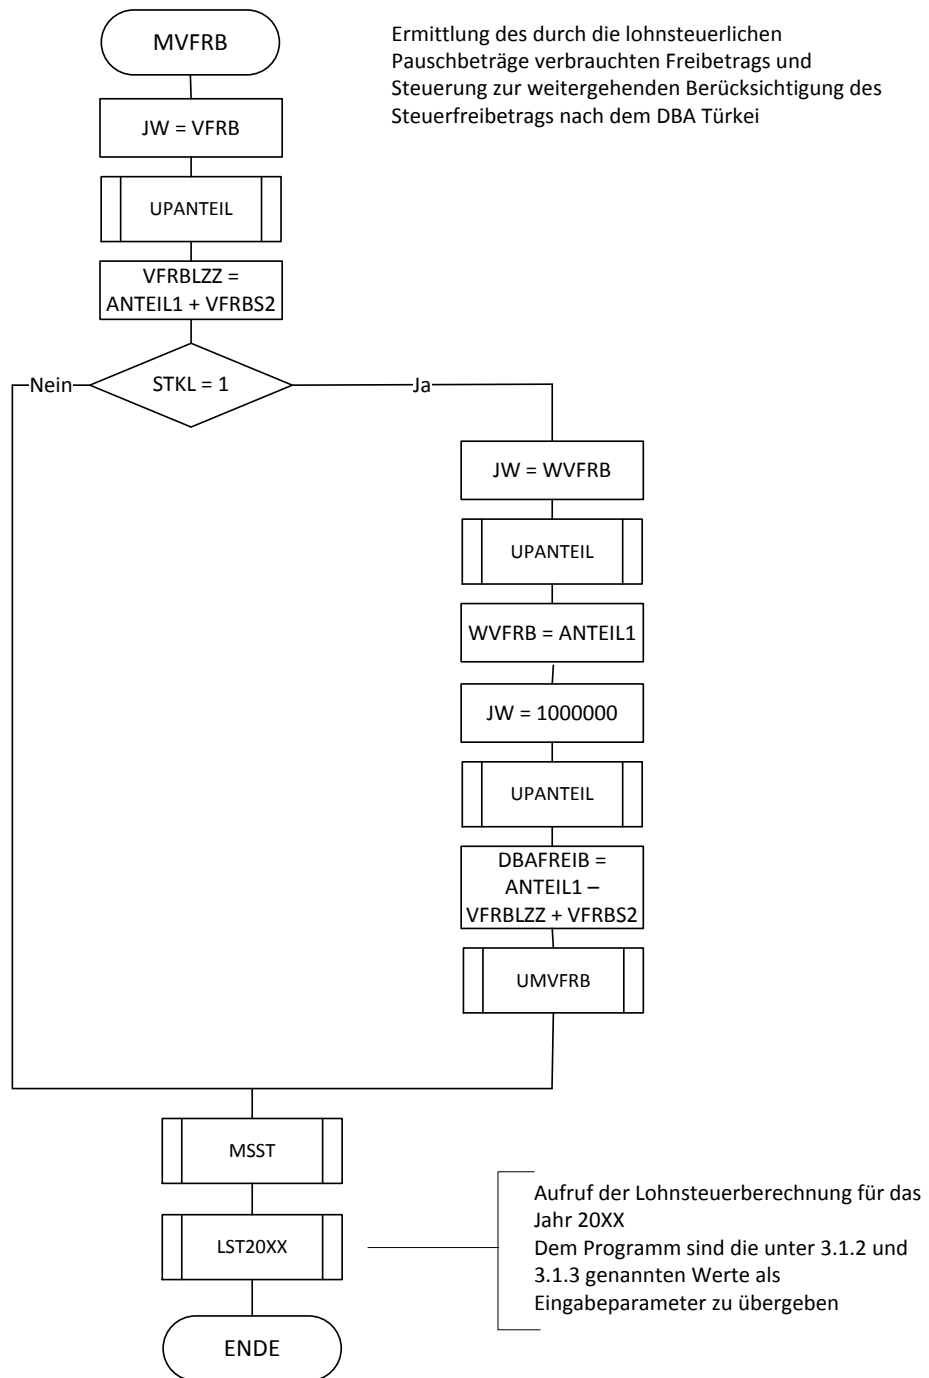 MVFRB
Ermittlung des durch die lohnsteuerlichen
Pauschbeträge verbrauchten Freibetrags und
Steuerung zur weitergehenden Berücksichtigung des
Steuerfreibetrags nach dem DBA Türkei
JW = VFRB
UPANTEIL
VFRBLZZ =
ANTEIL1 + VFRBS2
Nein
STKL = 1
Ja
JW = WVFRB
UPANTEIL
WVFRB = ANTEIL1
JW = 1000000
UPANTEIL
DBAFREIB =
ANTEIL1 –
VFRBLZZ + VFRBS2
UMVFRB
MSST
LST20XX
Aufruf der Lohnsteuerberechnung für das
Jahr 20XX
Dem Programm sind die unter 3.1.2 und
3.1.3 genannten Werte als
Eingabeparameter zu übergeben
ENDE